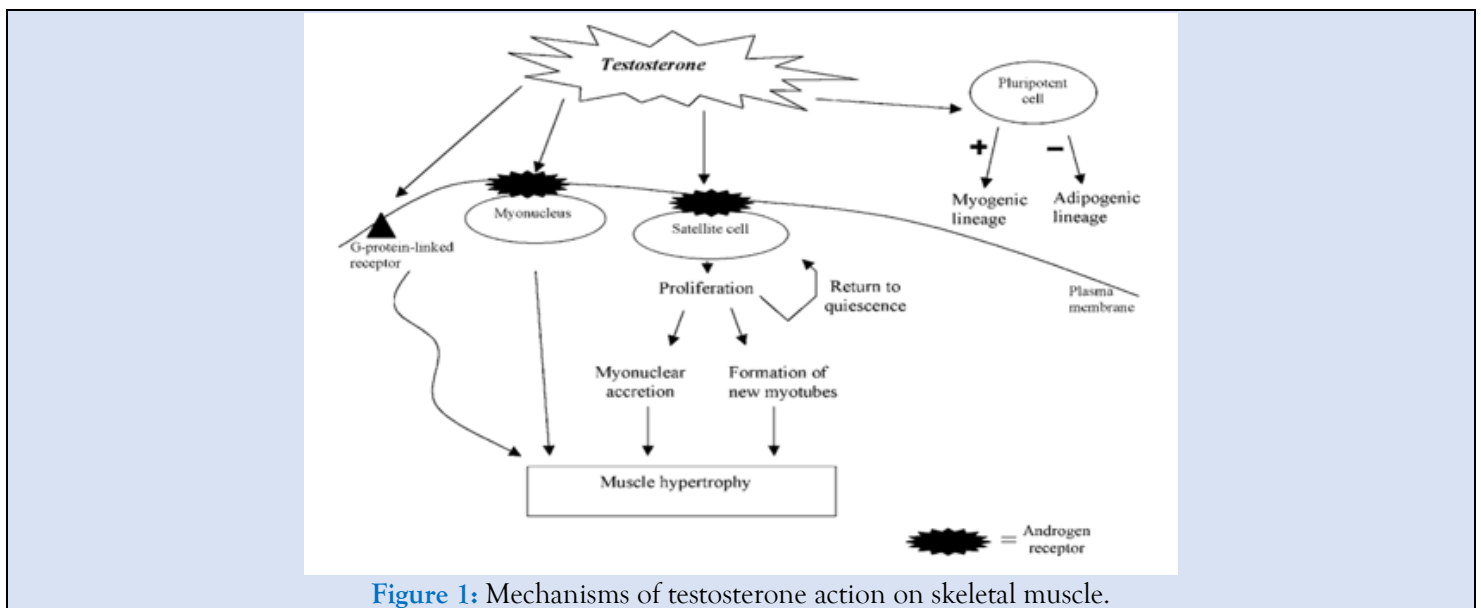 Testosterone
Pluripotent
cell
+
−
Myogenic
lineage
Adipogenic
lineage
Myonucleus
Satellite cell
G-protein-linked
receptor
Proliferation
Return to
quiescence
Plasma
membrane
Myonuclear
accretion
Formation of
new myotubes
Muscle hypertrophy
= Androgen
receptor
Figure 1: Mechanisms of testosterone action on skeletal muscle.